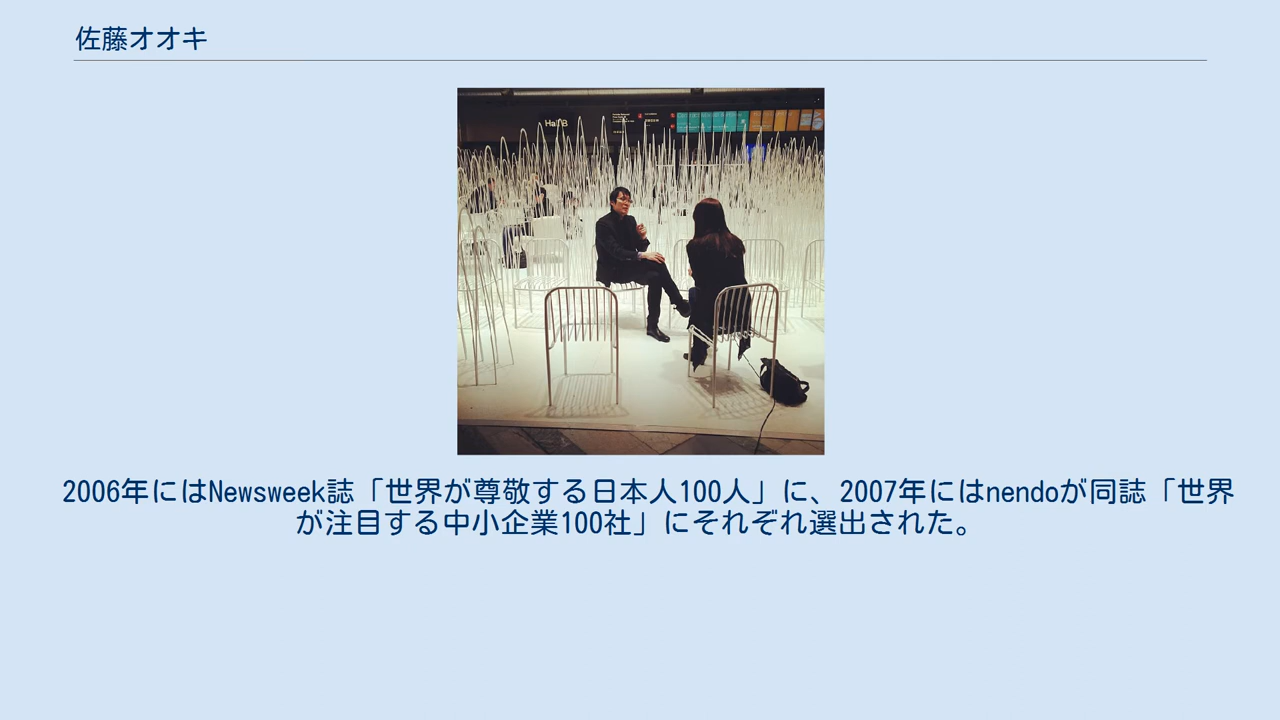 佐藤オオキ
Hall B
2006年にはNewsweek誌「世界が尊敬する日本人100人」に、2007年にはnendoが同誌「世界
が注目する中小企業100社」にそれぞれ選出された。